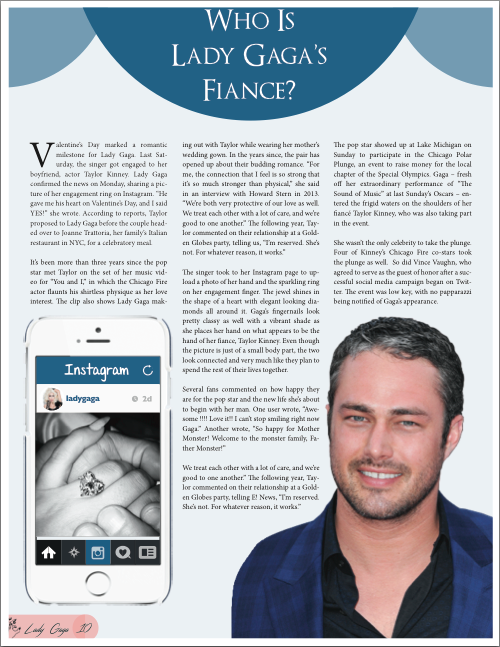 Who Is
Lady Gaga's
Fiance?
Valentine's Day marked a romantic
milestone for Lady Gaga. Last Sat-
urday, the singer got engaged to her
boyfriend, actor Taylor Kinney. Lady Gaga
confirmed the news on Monday, sharing a pic-
ture of her engagement ring on Instagram. "He
gave me his heart on Valentine's Day, and I said
YES!" she wrote. According to reports, Taylor
proposed to Lady Gaga before the couple head-
ed over to Joanne Trattoria, her family's Italian
restaurant in NYC, for a celebratory meal.
It's been more than three years since the pop
star met Taylor on the set of her music vid-
eo for "You and I," in which the Chicago Fire
actor flaunts his shirtless physique as her love
interest. The clip also shows Lady Gaga mak-
ing out with Taylor while wearing her mother's
wedding gown. In the years since, the pair has
opened up about their budding romance. "For
me, the connection that I feel is so strong that
it's so much stronger than physical," she said
in an interview with Howard Stern in 2013.
"We're both very protective of our love as well.
We treat each other with a lot of care, and we're
good to one another." The following year, Tay-
lor commented on their relationship at a Gold-
en Globes party, telling us, "I'm reserved. She's
not. For whatever reason, it works."
The singer took to her Instagram page to up-
load a photo of her hand and the sparkling ring
on her engagement finger. The jewel shines in
the shape of a heart with elegant looking dia-
monds all around it. Gaga's fingernails look
pretty classy as well with a vibrant shade as
she places her hand on what appears to be the
hand of her fiance, Taylor Kinney. Even though
the picture is just of a small body part, the two
look connected and very much like they plan to
spend the rest of their lives together.
Several fans commented on how happy they
are for the pop star and the new life she's about
to begin with her man. One user wrote, "Awe-
some !!!! Love it!! I can't stop smiling right now
Gaga." Another wrote, "So happy for Mother
Monster! Welcome to the monster family, Fa-
ther Monster!"
We treat each other with a lot of care, and we're
good to one another." The following year, Tay-
lor commented on their relationship at a Gold-
en Globes party, telling E! News, "I'm reserved.
She's not. For whatever reason, it works."
The pop star showed up at Lake Michigan on
Sunday to participate in the Chicago Polar
Plunge, an event to raise money for the local
chapter of the Special Olympics. Gaga – fresh
off her extraordinary performance of "The
Sound of Music" at last Sunday's Oscars – en-
tered the frigid waters on the shoulders of her
fiancé Taylor Kinney, who was also taking part
in the event.
She wasn't the only celebrity to take the plunge.
Four of Kinney's Chicago Fire co-stars took
the plunge as well. So did Vince Vaughn, who
agreed to serve as the guest of honor after a suc-
cessful social media campaign began on Twit-
ter. The event was low key, with no papparazzi
being notified of Gaga's appearance.
Instagram
ladygaga
2d
Lady Gaga 10